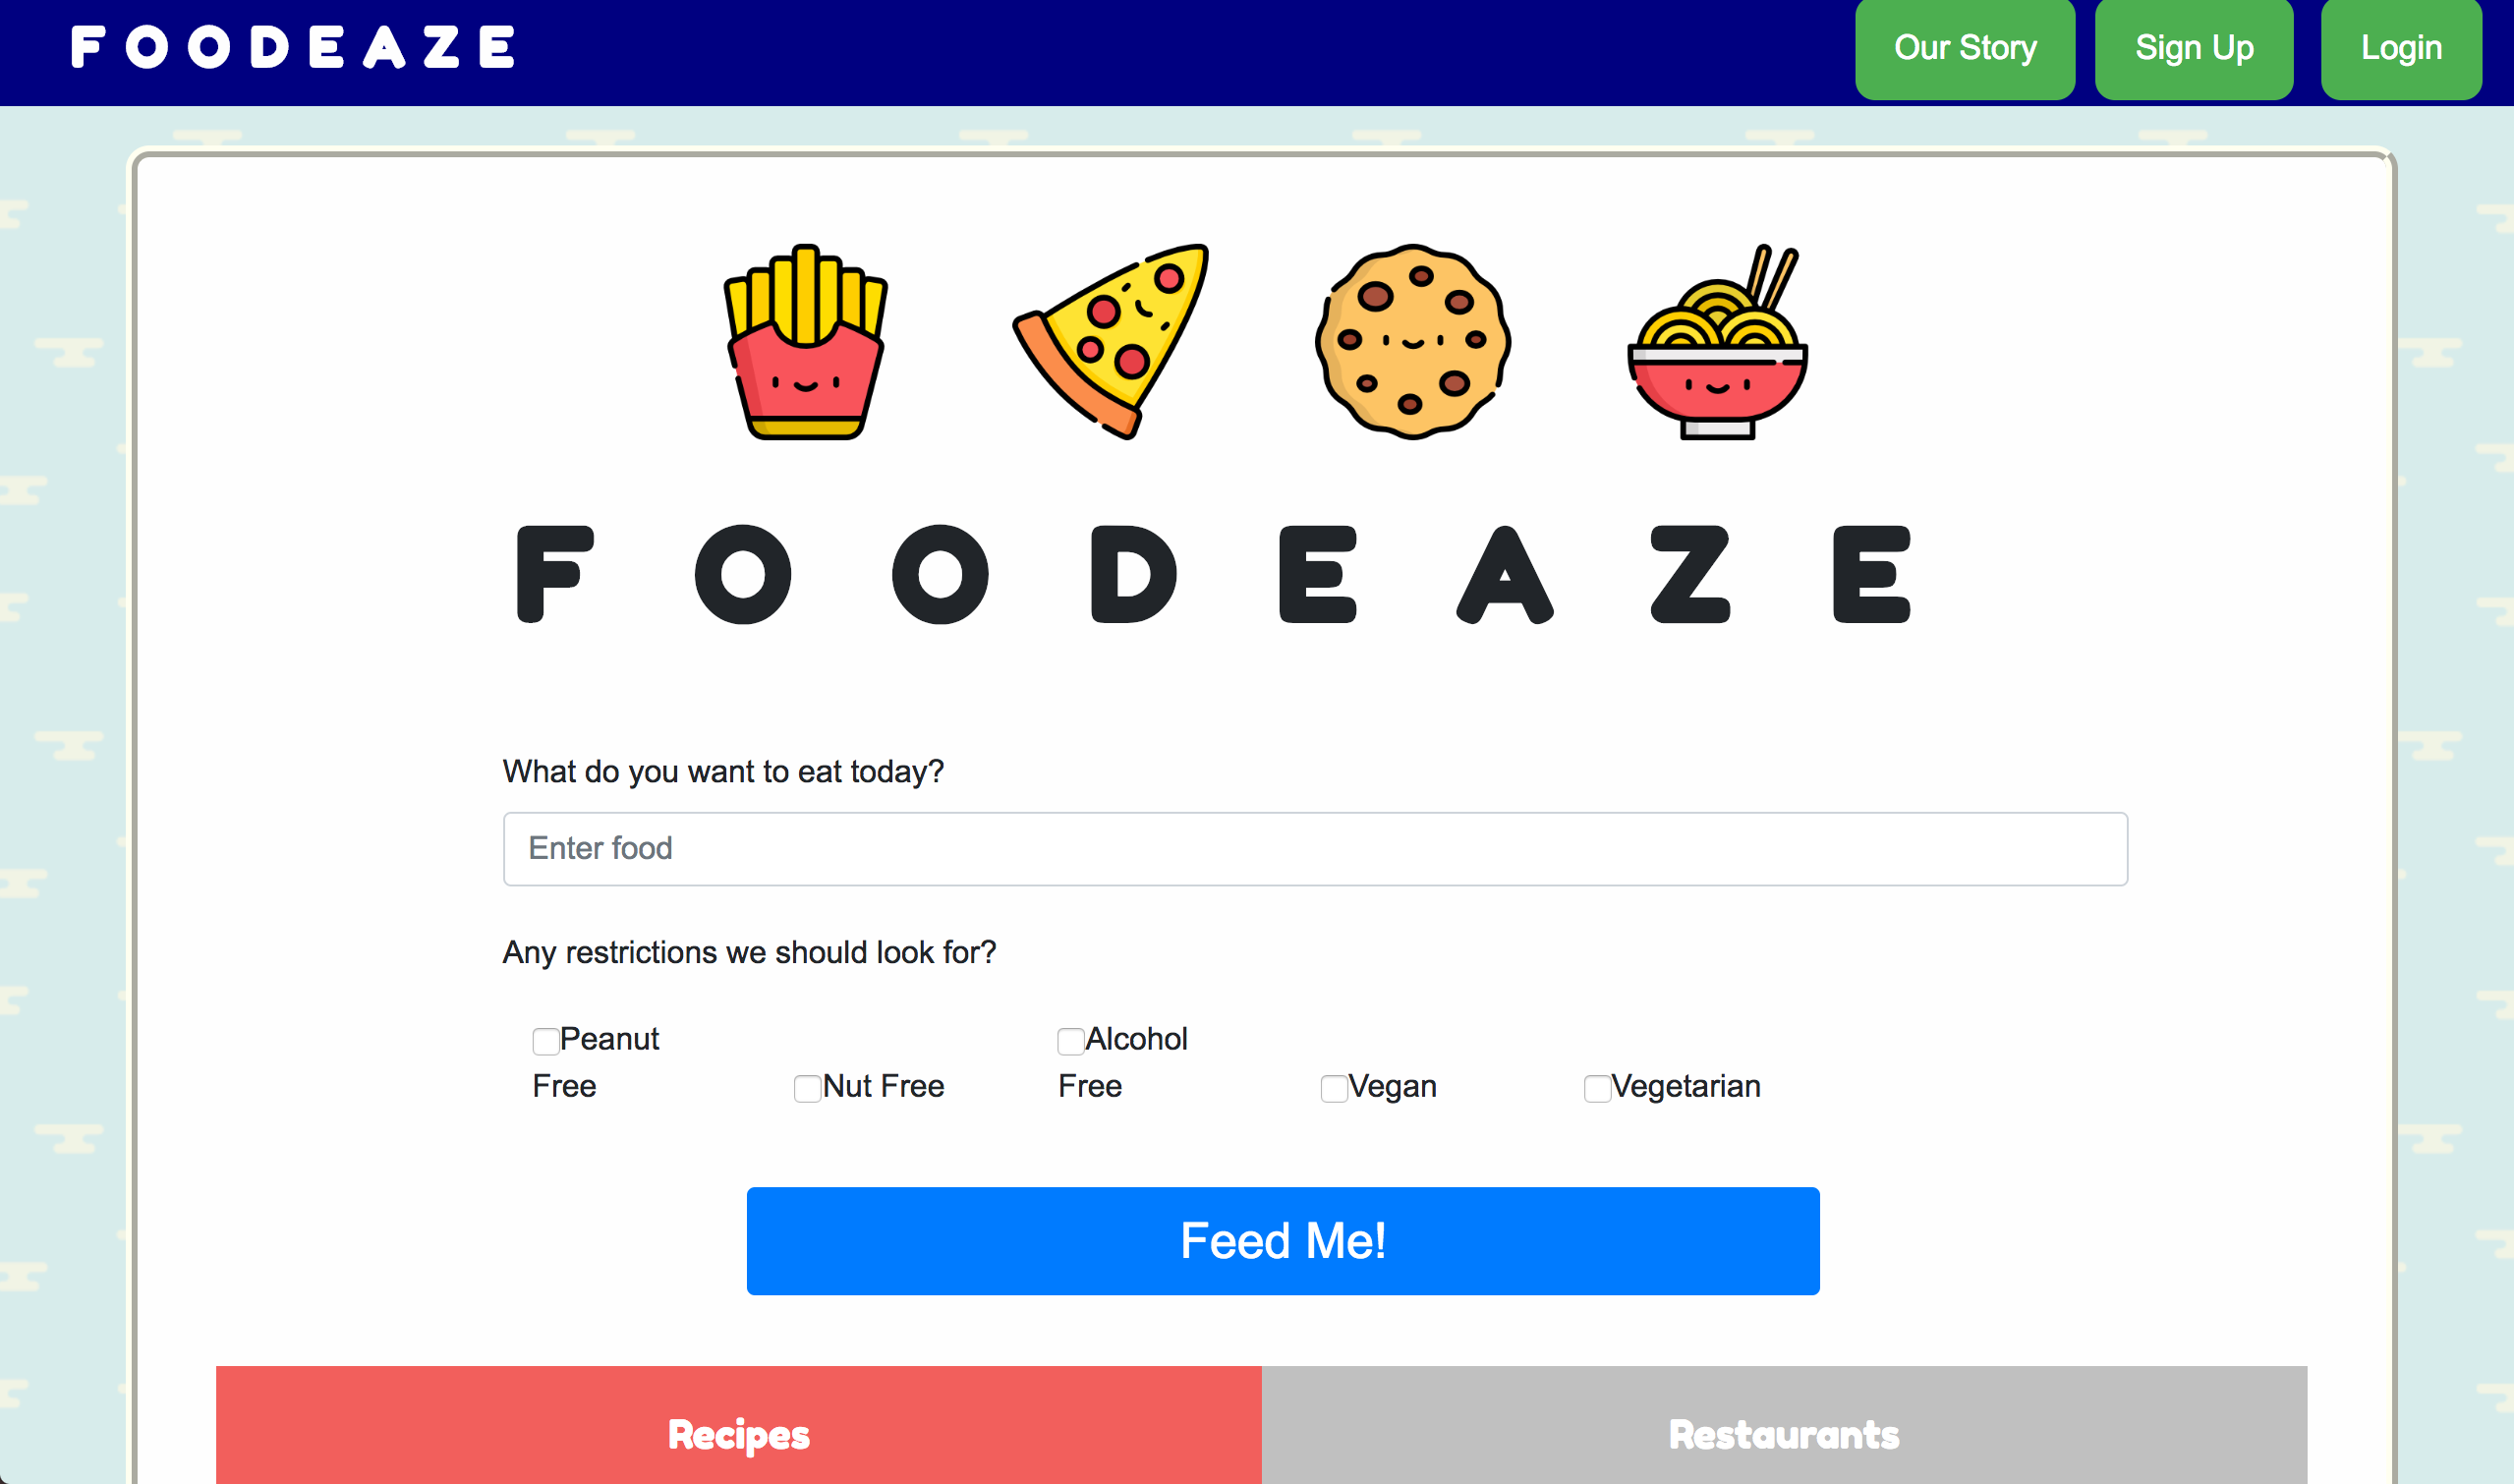 FOODEAZE
Our Story
Sign Up
Login
FOODEAZE
What do you want to eat today?
Enter food
Any restrictions we should look for?
Peanut
Free
Nut Free
Alcohol
Free
Vegan
Vegetarian
Feed Me!
Recipes
Restaurants